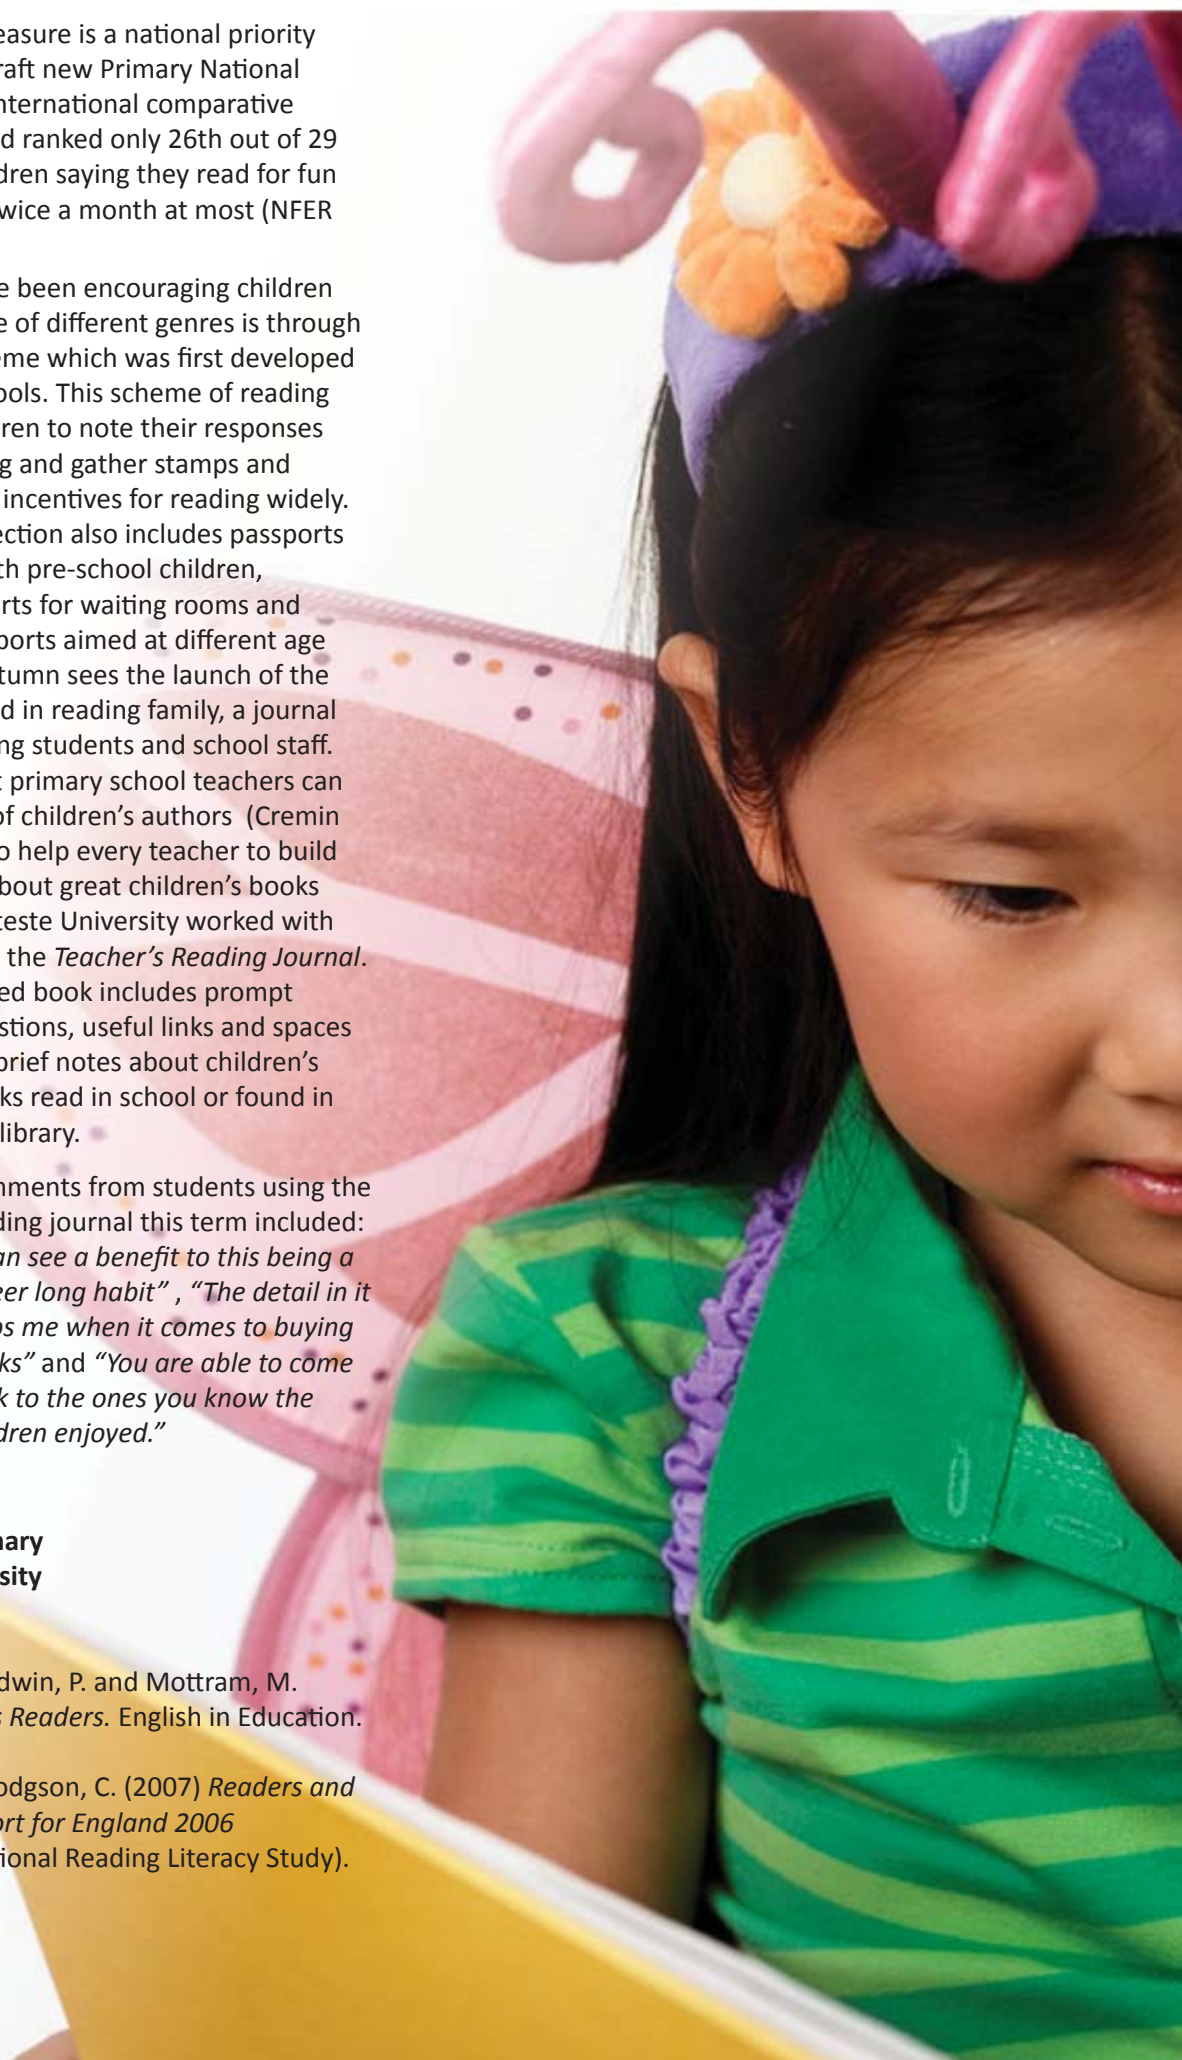 easure is a national priority
raft new Primary National
nternational comparative
d ranked only 26th out of 29
dren saying they read for fun
wice a month at most (NFER
e been encouraging children
e of different genres is through
eme which was first developed
ools. This scheme of reading
ren to note their responses
g and gather stamps and
incentives for reading widely.
ection also includes passports
th pre-school children,
rts for waiting rooms and
ports aimed at different age
utumn sees the launch of the
d in reading family, a journal
ng students and school staff.
t primary school teachers can
of children’s authors (Cremin
o help every teacher to build
bout great children’s books
teste University worked with
the Teacher’s Reading Journal.
ed book includes prompt
stions, useful links and spaces
brief notes about children’s
ks read in school or found in
library.
nments from students using the
ding journal this term included:
an see a benefit to this being a
eer long habit” , “The detail in it
ps me when it comes to buying
ks” and “You are able to come
k to the ones you know the
dren enjoyed.”
nary
sity
dwin, P. and Mottram, M.
s Readers. English in Education.
odgson, C. (2007) Readers and
ort for England 2006
tional Reading Literacy Study).